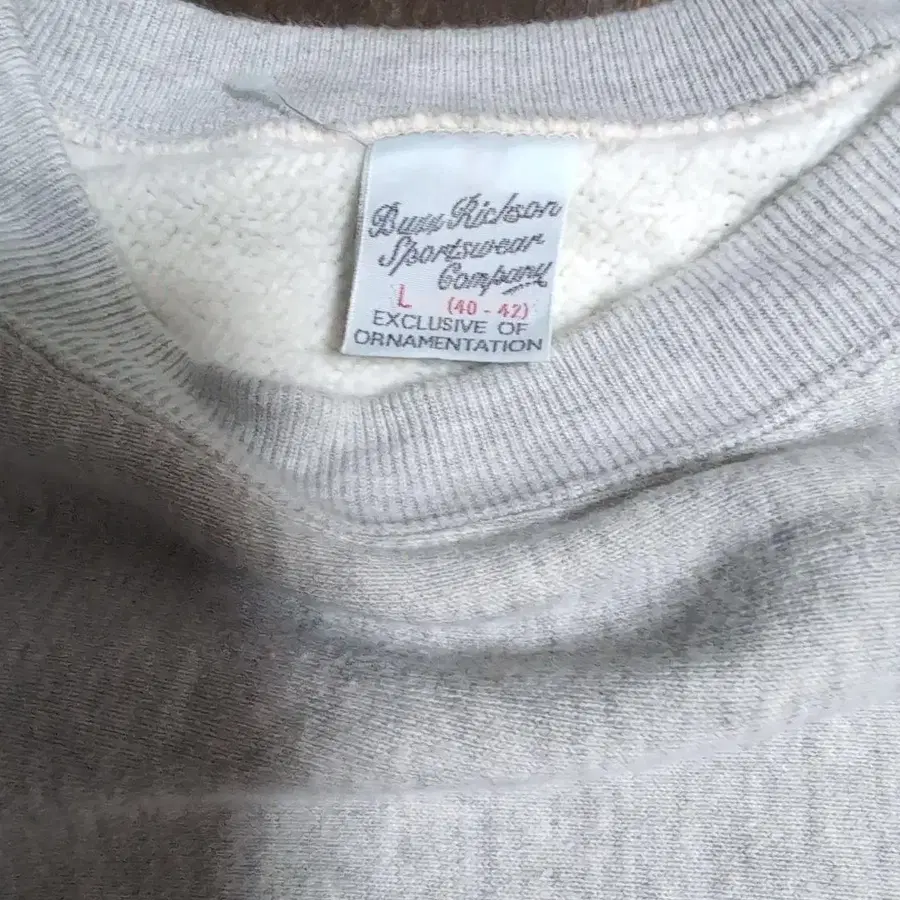 Buzz Rickson
Sportswear
Company
L (40 - 42)
EXCLUSIVE OF
ORNAMENTATION